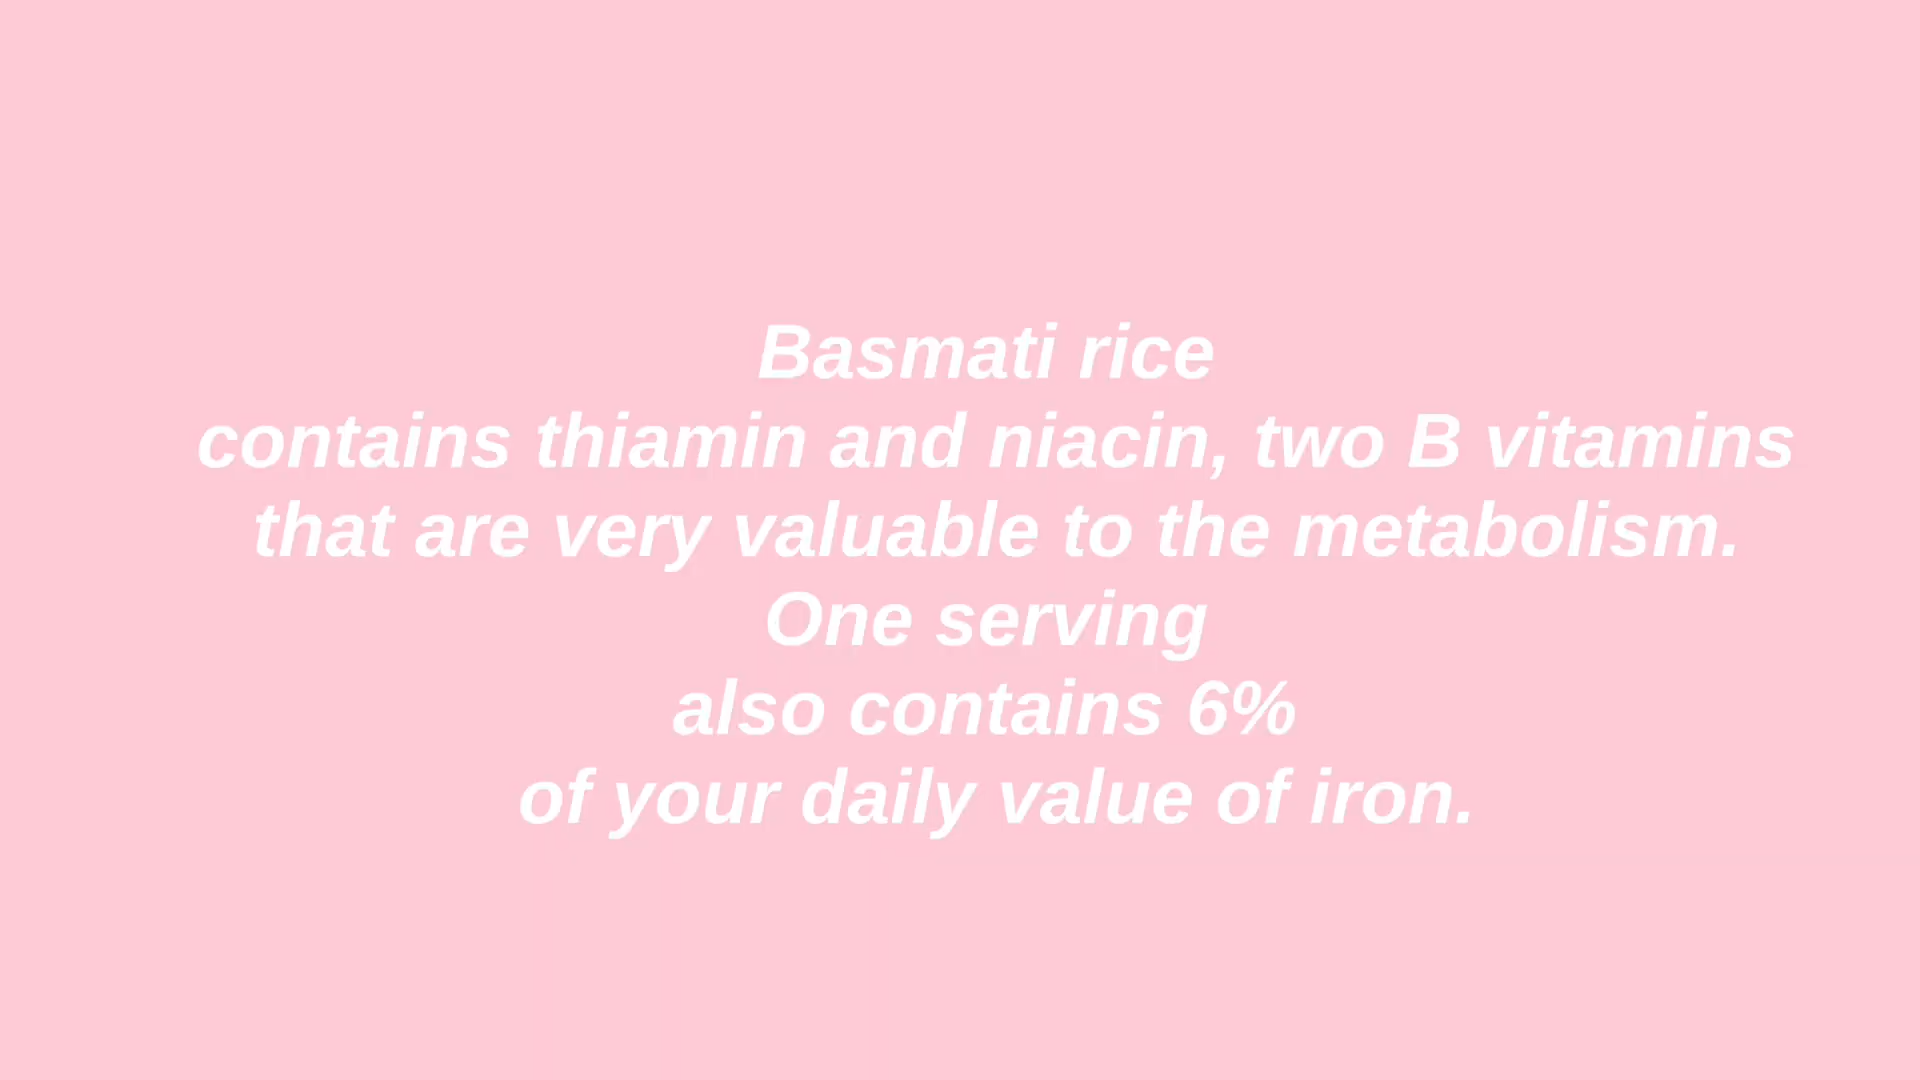 Basmati rice
contains thiamin and niacin, two B vitamins
that are very valuable to the metabolism.
One serving
also contains 6%
of your daily value of iron.